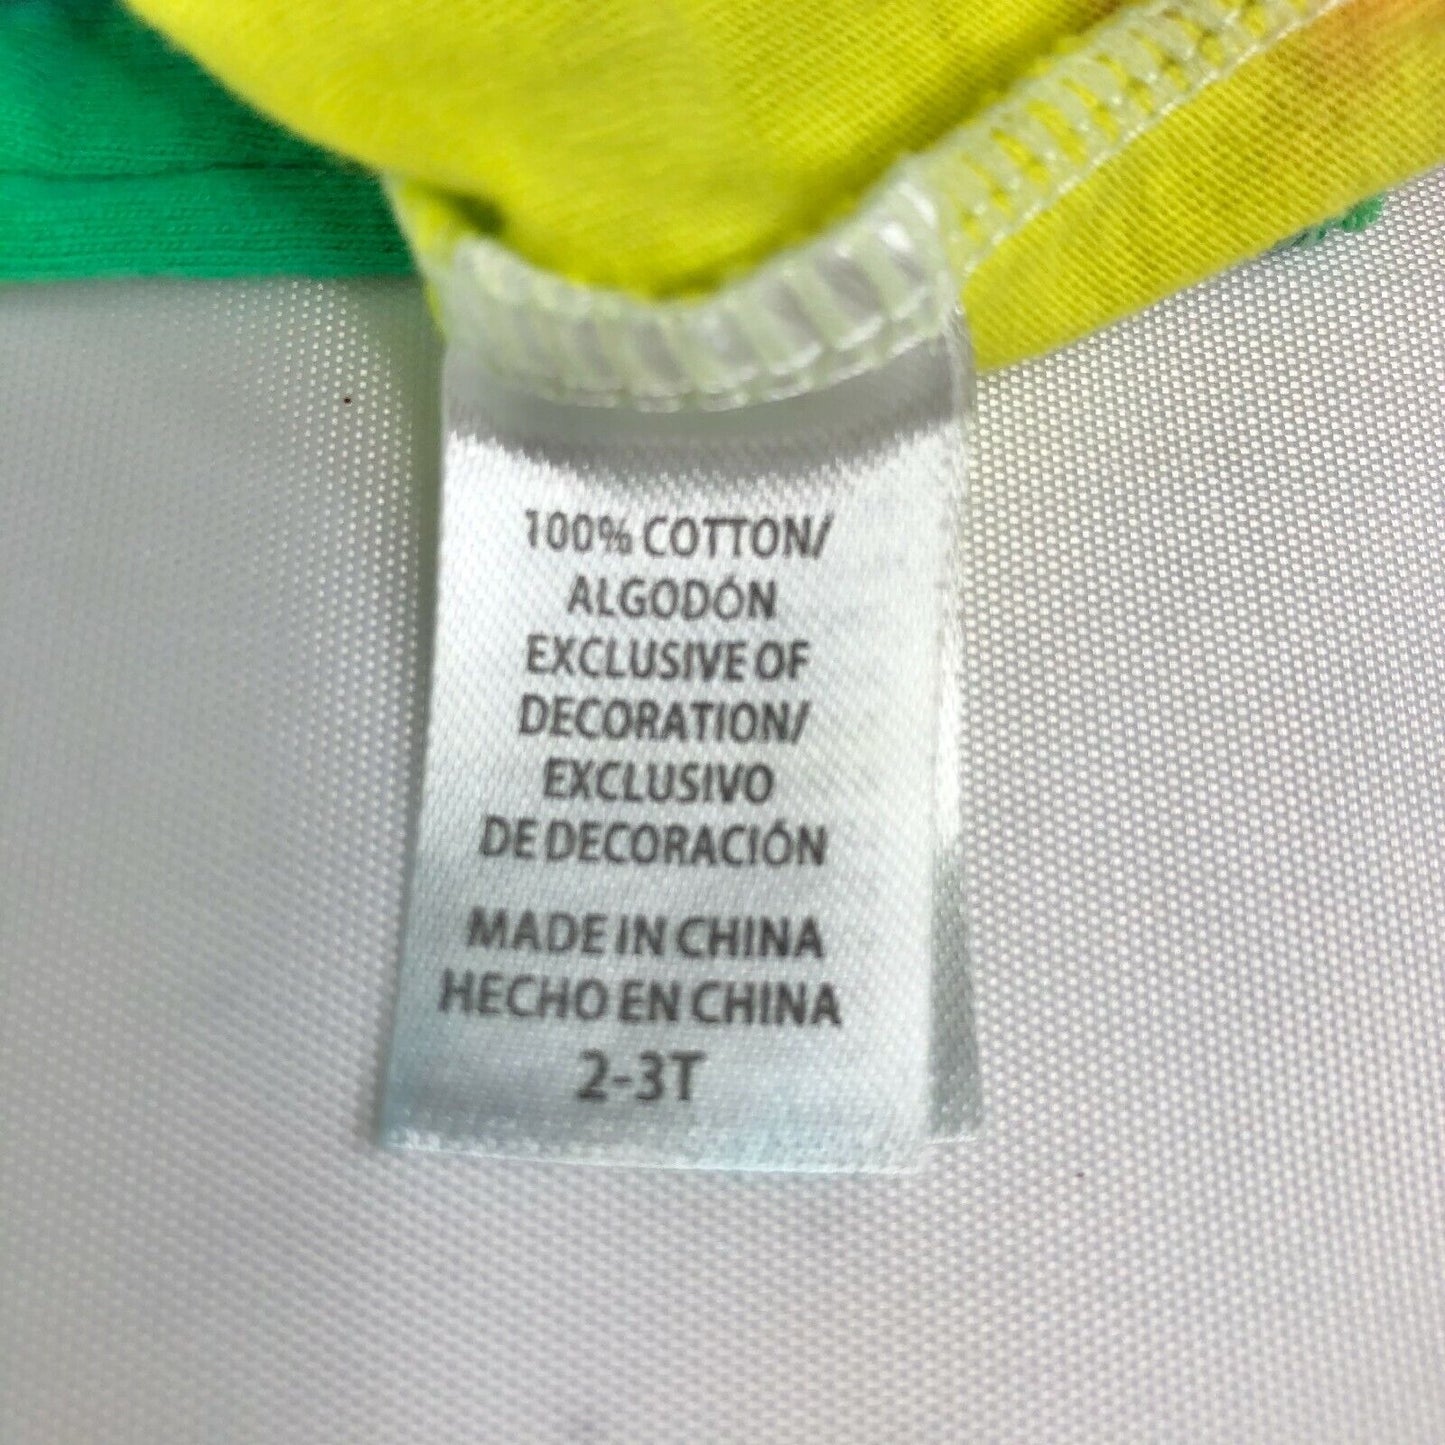 100% COTTON/
ALGODÓN
EXCLUSIVE OF
DECORATION/
EXCLUSIVO
DE DECORACIÓN
MADE IN CHINA
HECHO EN CHINA
2-3T